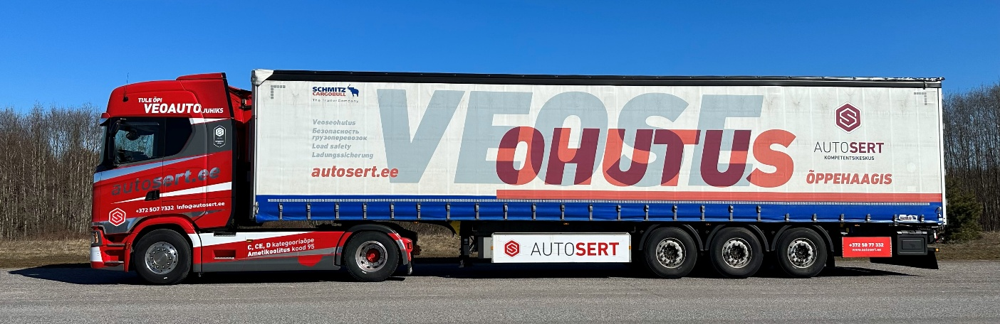 TULE ÕPI
VEOAUTOJUHIKS
autosert.ee
+372 507 7332 info@autosert.ee
C, CE, D kategooriaõpe
Ametikoolitus kood 95
SCHMITZ
CARGOBULL
The Trailer Company.
Veoseohutus
Безопасность
грузоперевозок
Load safety
Ladungssicherung
autosert.ee
VEOSE
OHUTUS
AUTOSERT
KOMPETENTSIKESKUS
ÕPPEHAAGIS
AUTOSERT
+372 50 77 332
www.autosert.ee